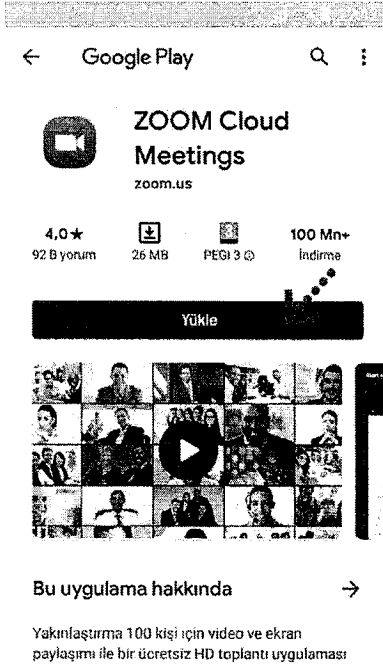 Google Play
ZOOM Cloud
Meetings
zoom.us
4,0★
92 B yorum
26 MB
PEGI 3
100 Mn+
İndirme
Yükle
Bu uygulama hakkında
Yakınlaştırma 100 kişi için video ve ekran
paylaşımı ile bir ücretsiz HD toplantı uygulaması